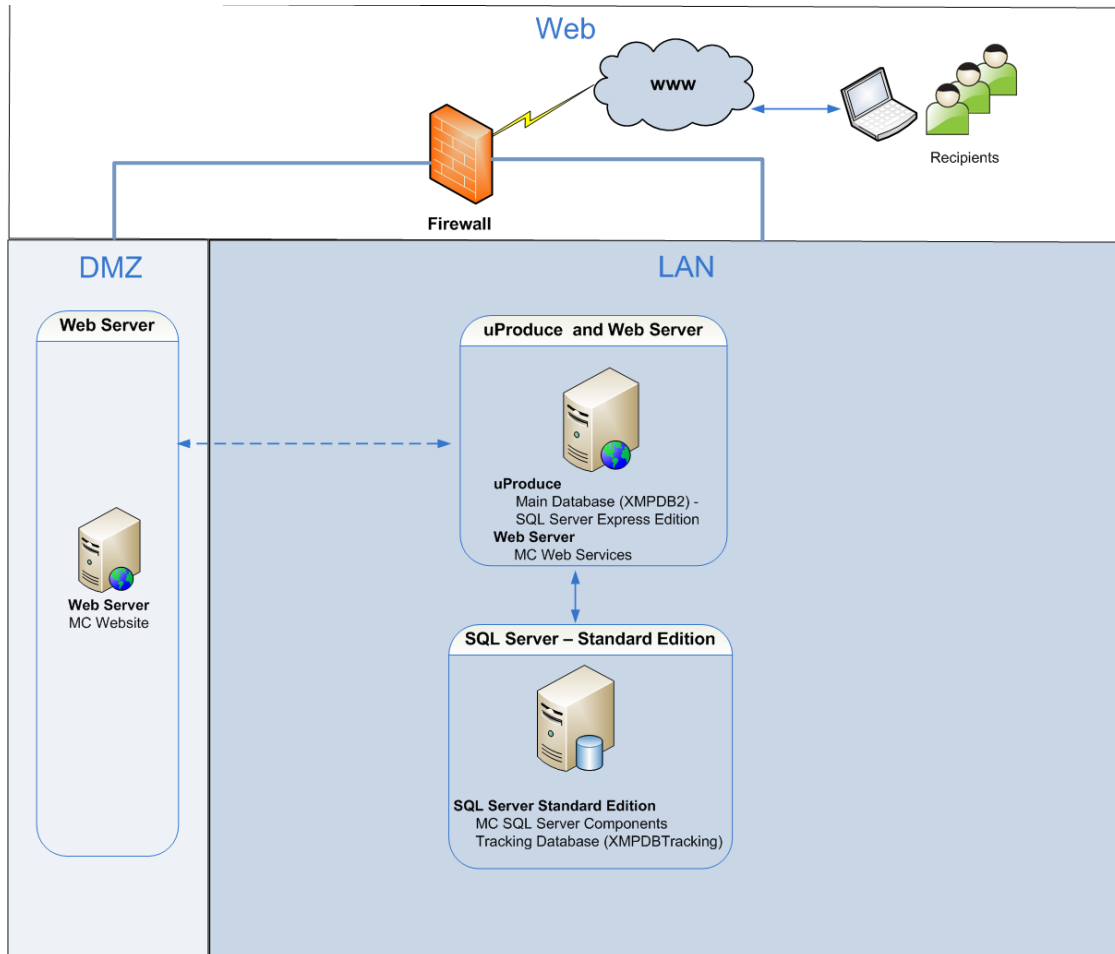 Web
www
Recipients
Firewall
DMZ
LAN
Web Server
uProduce and Web Server
uProduce
Main Database (XMPDB2) -
SQL Server Express Edition
Web Server
MC Web Services
Web Server
MC Website
SQL Server – Standard Edition
SQL Server Standard Edition
MC SQL Server Components
Tracking Database (XMPDBTracking)